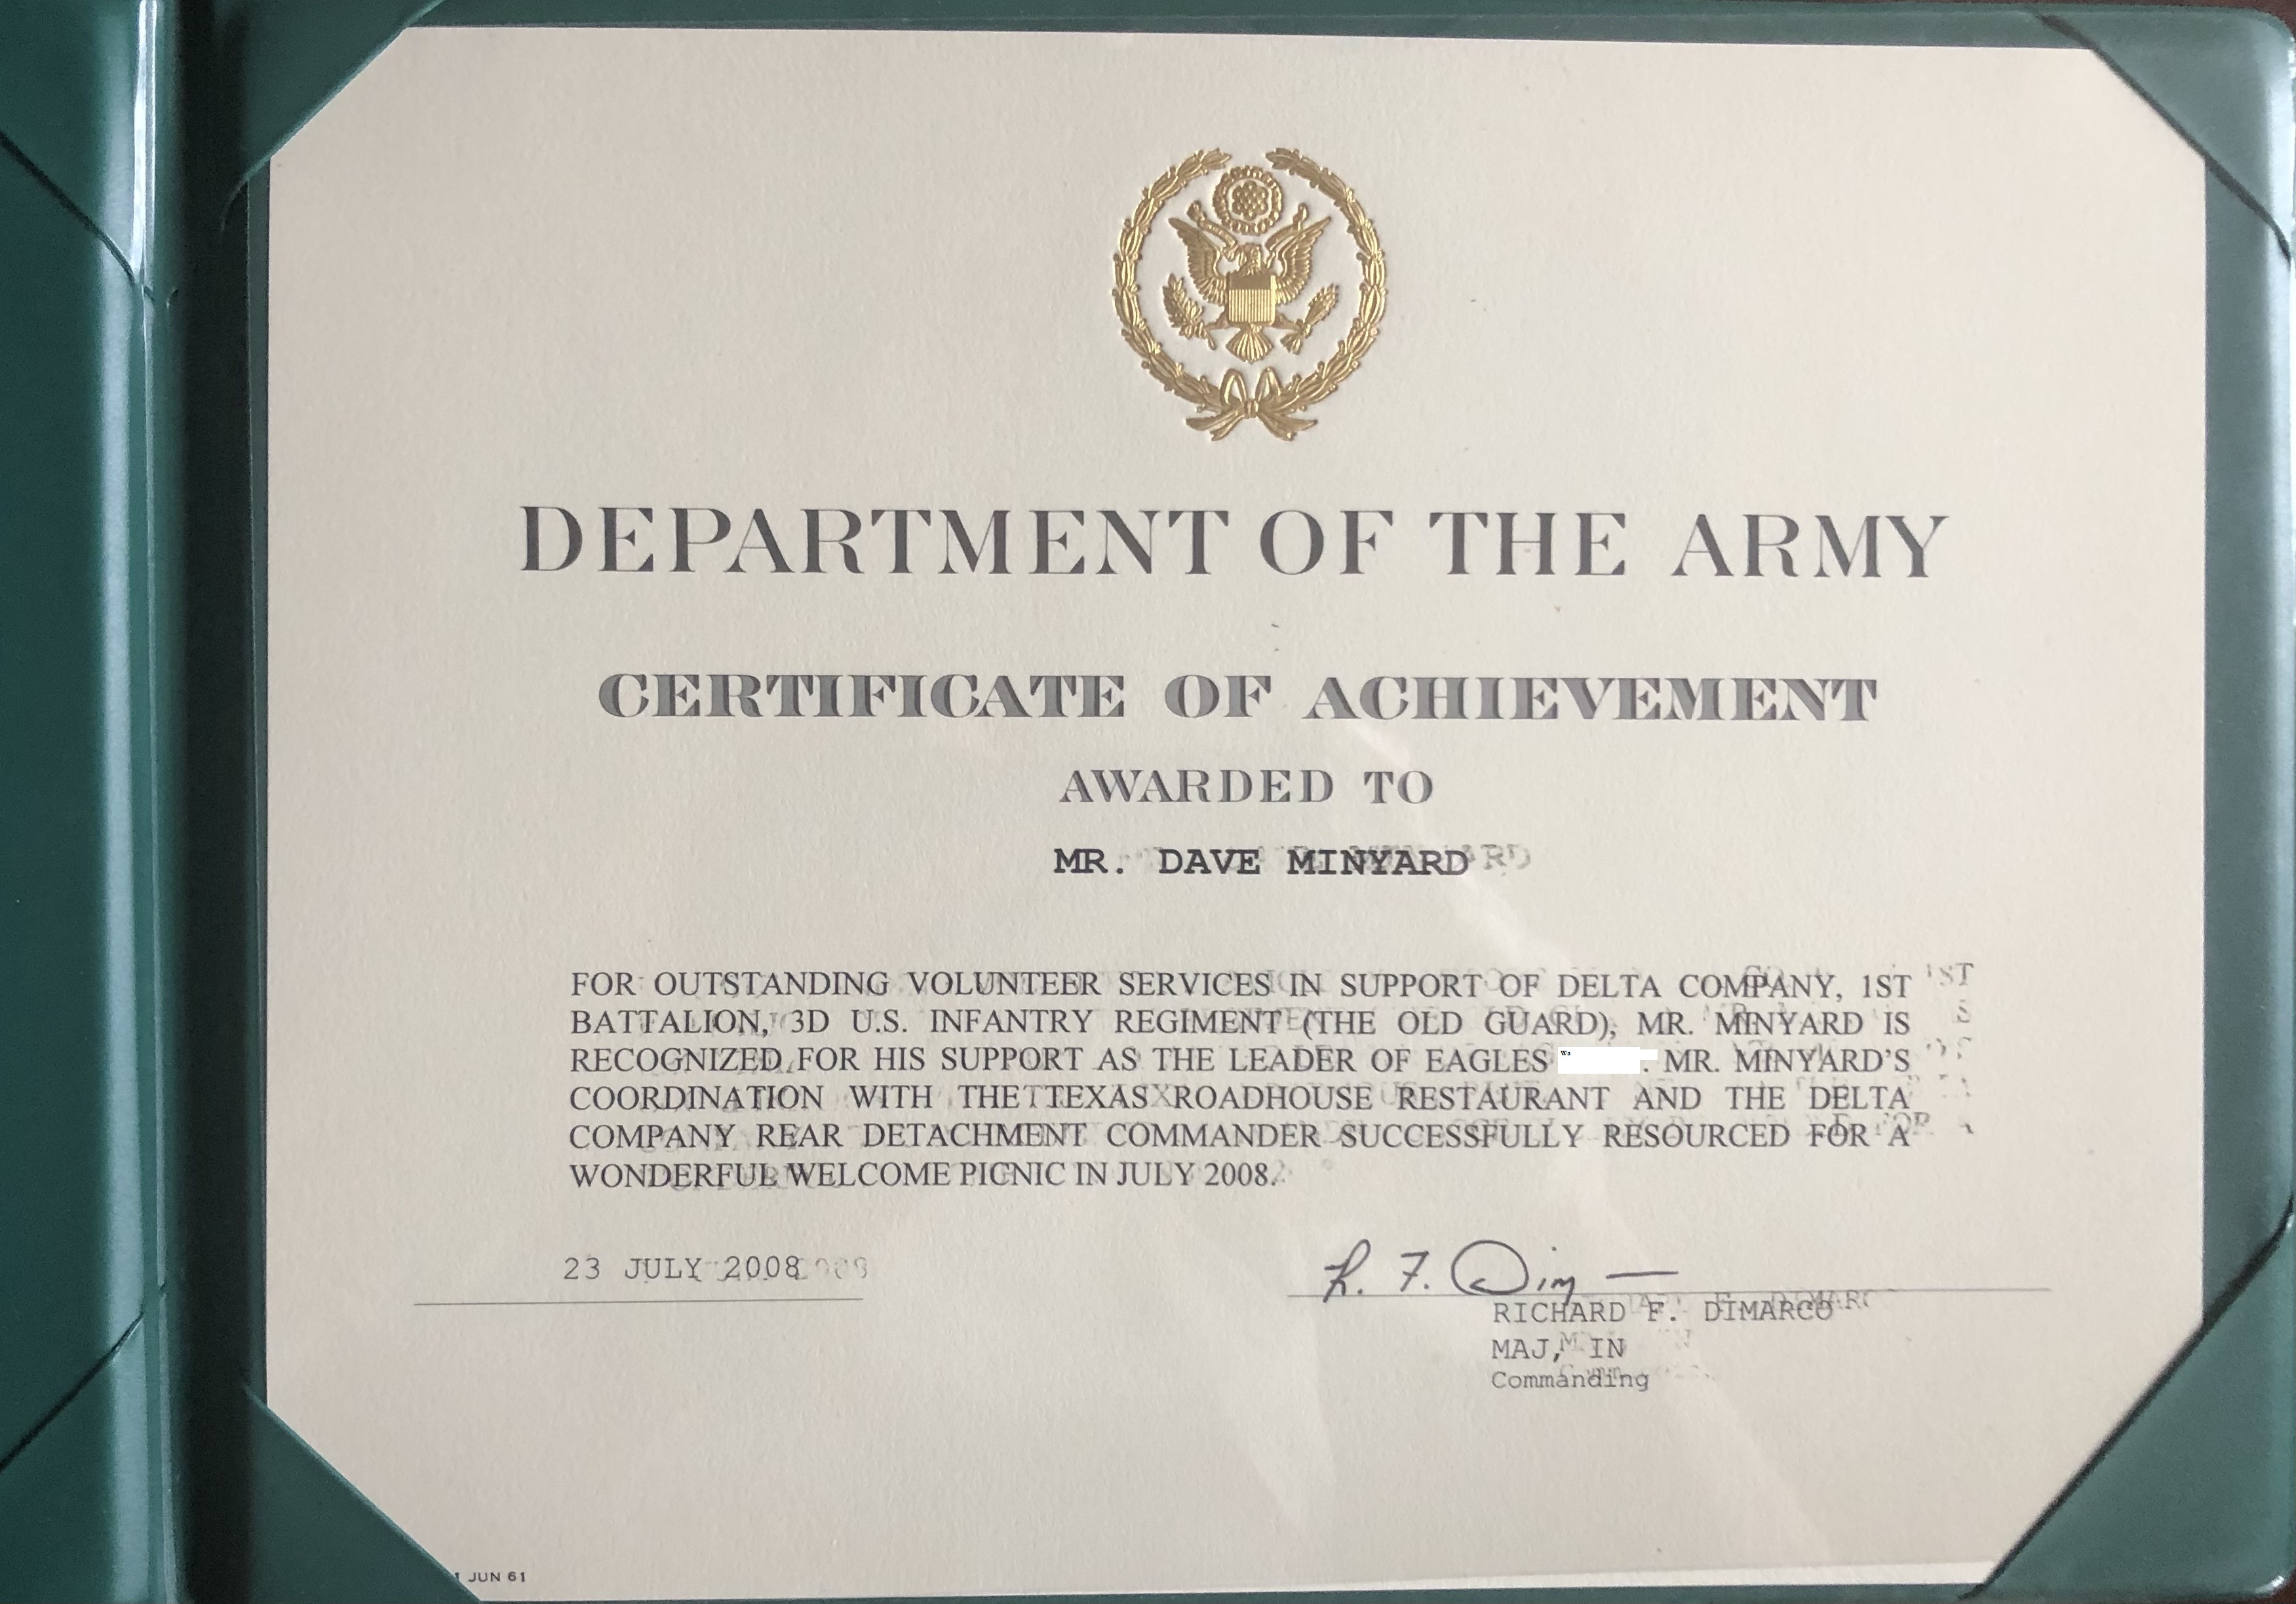 DEPARTMENT OF THE ARMY
CERTIFICATE OF ACHIEVEMENT
AWARDED TO
MR. DAVE MINYARD
FOR OUTSTANDING VOLUNTEER SERVICES IN SUPPORT OF DELTA COMPANY, 1ST
BATTALION, 3D U.S. INFANTRY REGIMENT (THE OLD GUARD), MR. MINYARD IS
RECOGNIZED FOR HIS SUPPORT AS THE LEADER OF EAGLES Wa . MR. MINYARD'S
COORDINATION WITH THE TEXAS ROADHOUSE RESTAURANT AND THE DELTA
COMPANY REAR DETACHMENT COMMANDER SUCCESSFULLY RESOURCED FOR A
WONDERFUL WELCOME PICNIC IN JULY 2008.
23 JULY 2008
R. F. Dim
RICHARD F. DIMARCO
MAJ, IN
Commanding
1 JUN 61